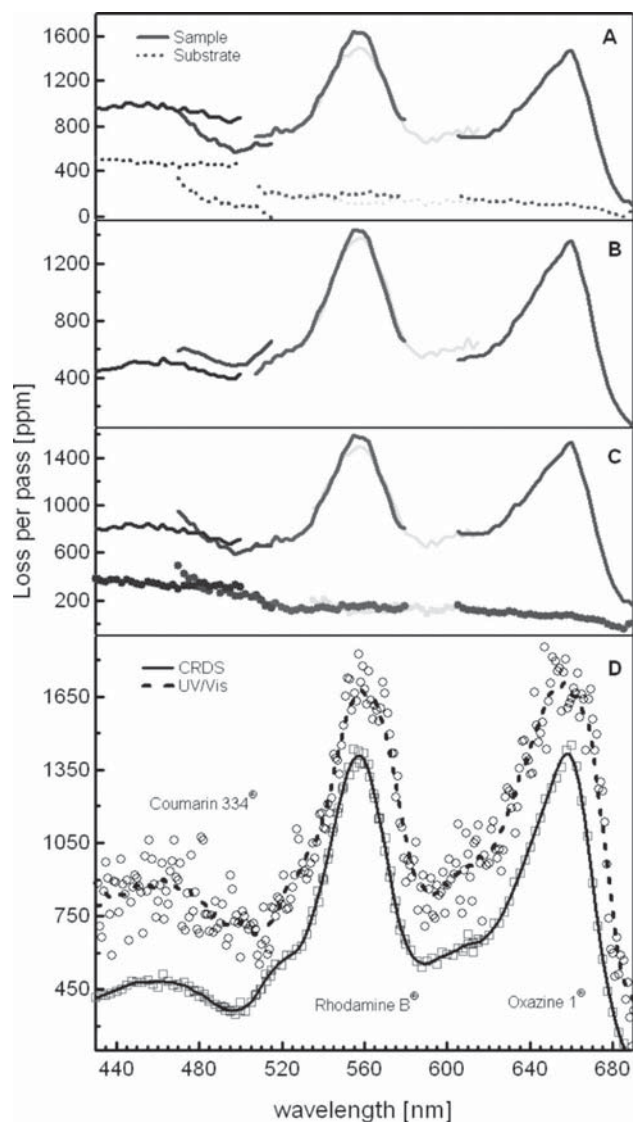 A
Sample
Substrate
1600
1200
800
400
0
B
1200
800
400
C
1400
1000
600
200
D
CRDS
UV/Vis
1650
1350
1050
750
450
Coumarin 334®
Rhodamine B®
Oxazine 1®
Loss per pass [ppm]
440 480 520 560 600 640 680
wavelength [nm]